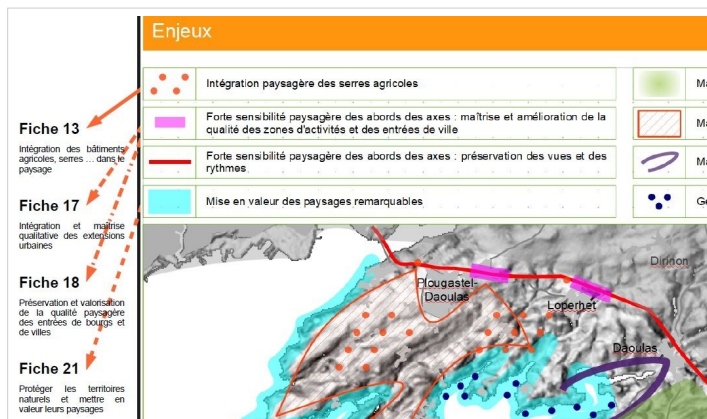 Enjeux
Intégration paysagère des serres agricoles
Forte sensibilité paysagère des abords des axes : maîtrise et amélioration de la
qualité des zones d'activités et des entrées de ville
Forte sensibilité paysagère des abords des axes : préservation des vues et des
rythmes
Mise en valeur des paysages remarquables
Fiche 13
Intégration des bâtiments
agricoles, serres ... dans le
paysage
Fiche 17
Intégration et maîtrise
qualitative des extensions
urbaines
Fiche 18
Préservation et valorisation
de la qualité paysagère
des entrées de bourgs et
de villes
Fiche 21
Protéger les territoires
naturels et mettre en
valeur leurs paysages
Plougastel-
Daoulas
Loperhet
Dirinon
Daoulas